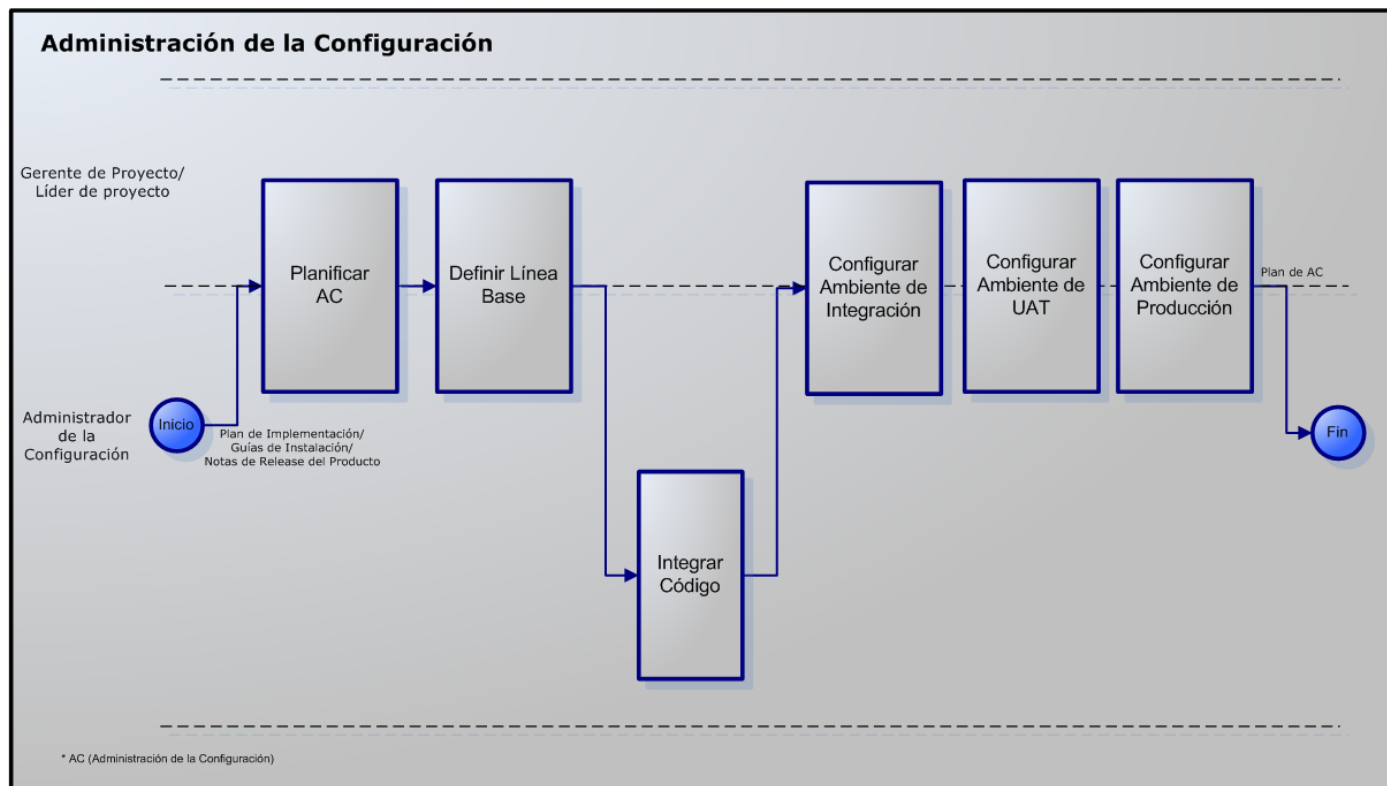 Administración de la Configuración
Gerente de Proyecto/
Líder de proyecto
Planificar
AC
Definir Línea
Base
Configurar
Ambiente de
Integración
Configurar
Ambiente de
UAT
Configurar
Ambiente de
Producción
Plan de AC
Administrador
de la
Configuración
Inicio
Plan de Implementación/
Guías de Instalación/
Notas de Release del Producto
Fin
Integrar
Código
* AC (Administración de la Configuración)